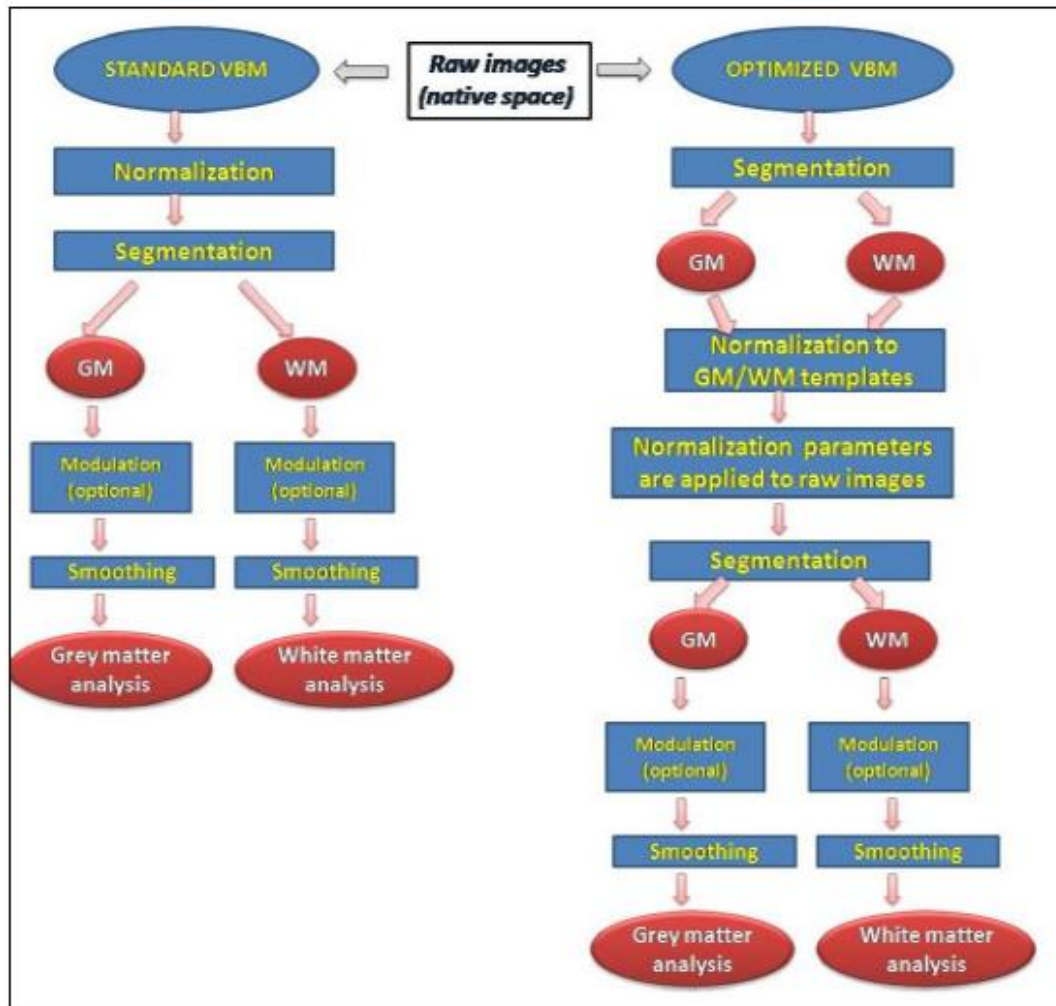 STANDARD VBM
Raw images
(native space)
OPTIMIZED VBM
Normalization
Segmentation
GM
WM
Modulation
(optional)
Modulation
(optional)
Smoothing
Smoothing
Grey matter
analysis
White matter
analysis
Segmentation
GM
WM
Normalization to
GM/WM templates
Normalization parameters
are applied to raw images
Segmentation
GM
WM
Modulation
(optional)
Modulation
(optional)
Smoothing
Smoothing
Grey matter
analysis
White matter
analysis